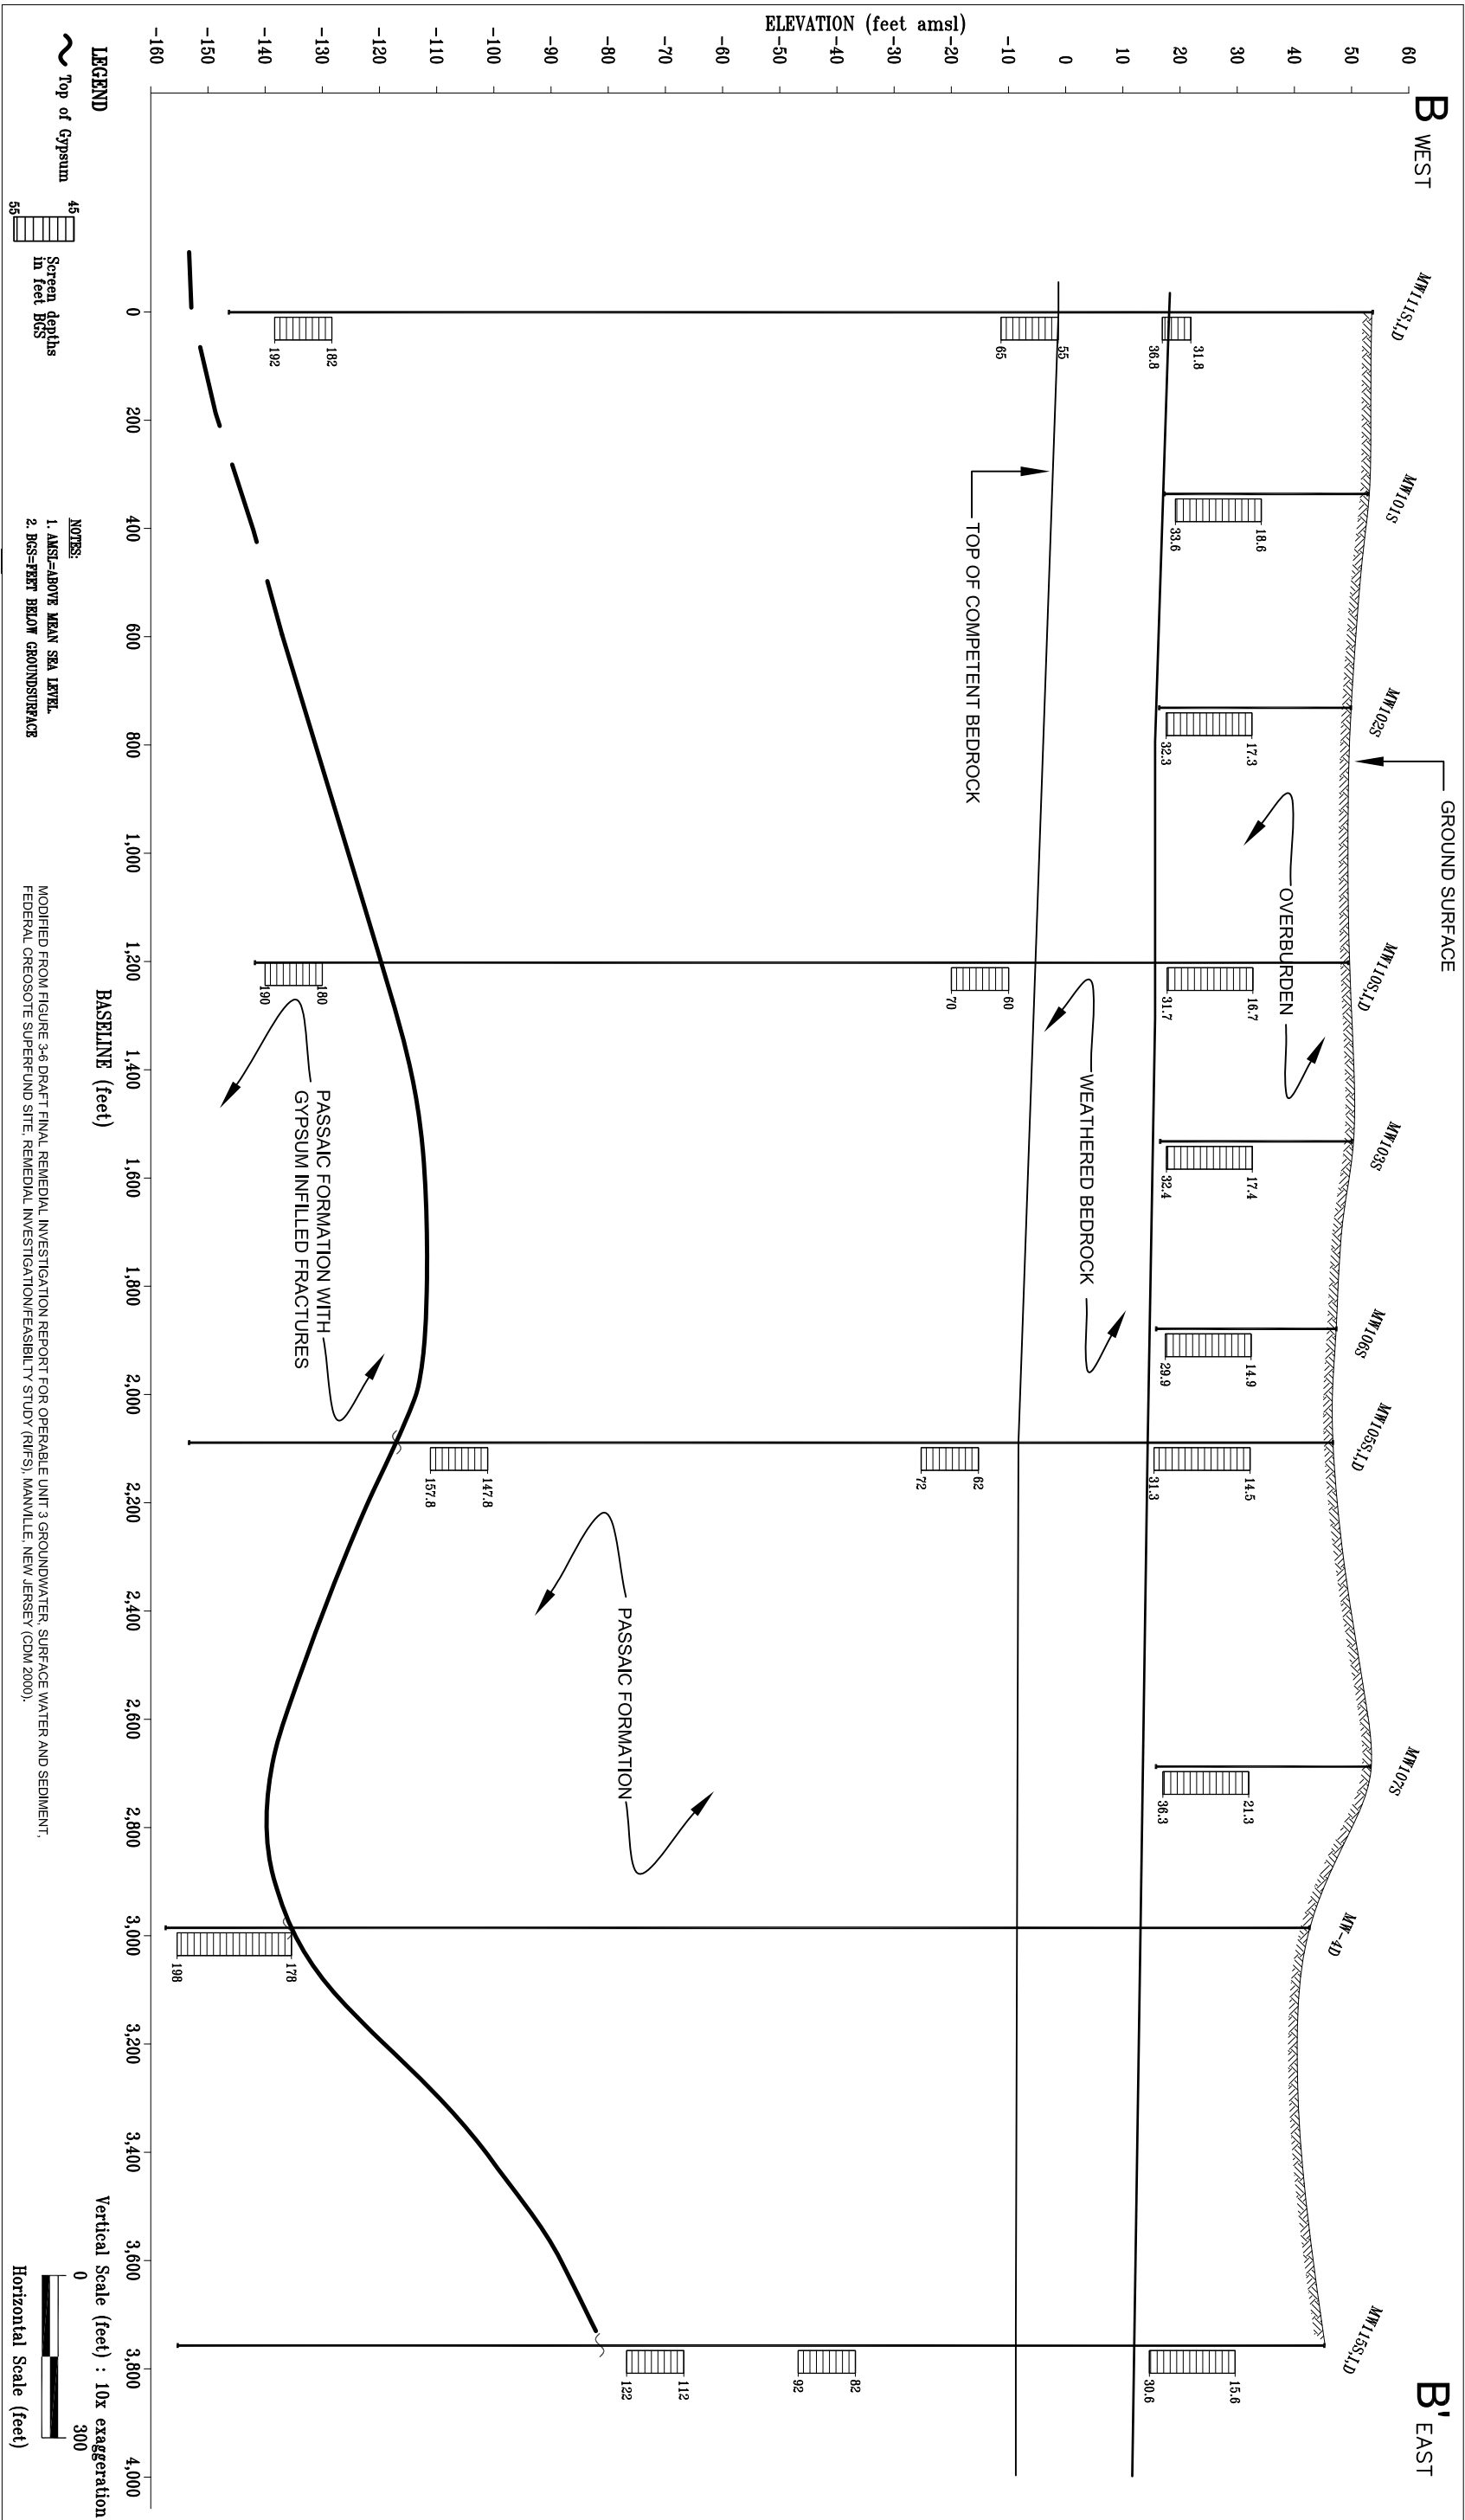 B WEST
B' EAST
MW111S,I,D
MW101S
MW102S
MW110S,I,D
MW103S
MW106S
MW105S,I,D
MW107S
MW-4D
MW115S,I,D
GROUND SURFACE
OVERBURDEN
WEATHERED BEDROCK
TOP OF COMPETENT BEDROCK
PASSAIC FORMATION
PASSAIC FORMATION WITH
GYPSUM INFILLED FRACTURES
ELEVATION (feet amsl)
60
50
40
30
20
10
0
-10
-20
-30
-40
-50
-60
-70
-80
-90
-100
-110
-120
-130
-140
-150
-160
31.8
36.8
55
65
182
192
18.6
33.6
17.3
32.3
16.7
31.7
60
70
180
190
17.4
32.4
14.9
29.9
14.5
31.3
62
72
147.8
157.8
21.3
36.3
178
198
15.6
30.6
82
92
112
122
0
200
400
600
800
1,000
1,200
1,400
1,600
1,800
2,000
2,200
2,400
2,600
2,800
3,000
3,200
3,400
3,600
3,800
4,000
BASELINE (feet)
LEGEND
Top of Gypsum
45
55
Screen depths
in feet BGS
NOTES:
1. AMSL=ABOVE MEAN SEA LEVEL.
2. BGS=FEET BELOW GROUNDSURFACE
MODIFIED FROM FIGURE 3-6 DRAFT FINAL REMEDIAL INVESTIGATION REPORT FOR OPERABLE UNIT 3 GROUNDWATER, SURFACE WATER AND SEDIMENT,
FEDERAL CREOSOTE SUPERFUND SITE, REMEDIAL INVESTIGATION/FEASIBILTY STUDY (RI/FS), MANVILLE, NEW JERSEY (CDM 2000).
Vertical Scale (feet) : 10x exaggeration
0
300
Horizontal Scale (feet)